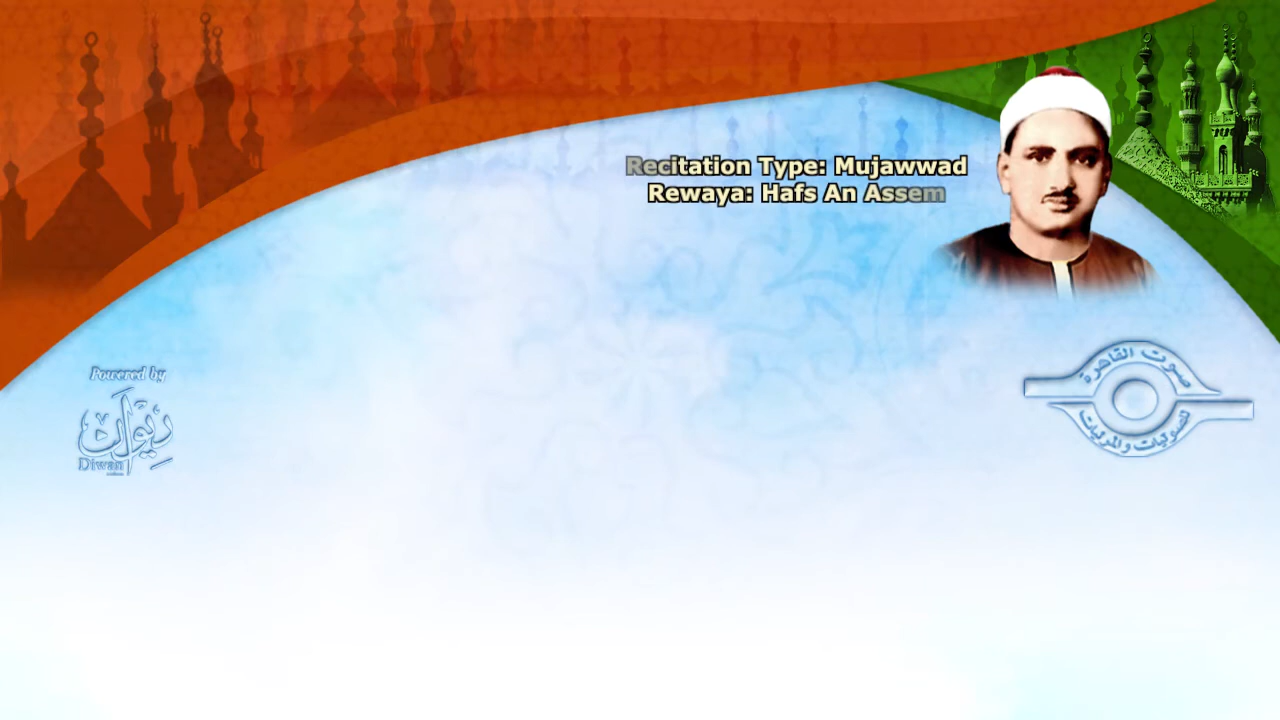 Recitation Type: Mujawwad
Rewaya: Hafs An Assem
Powered by
ديوان
Diwan
صوت القاهرة
للصوتيات والمرئيات